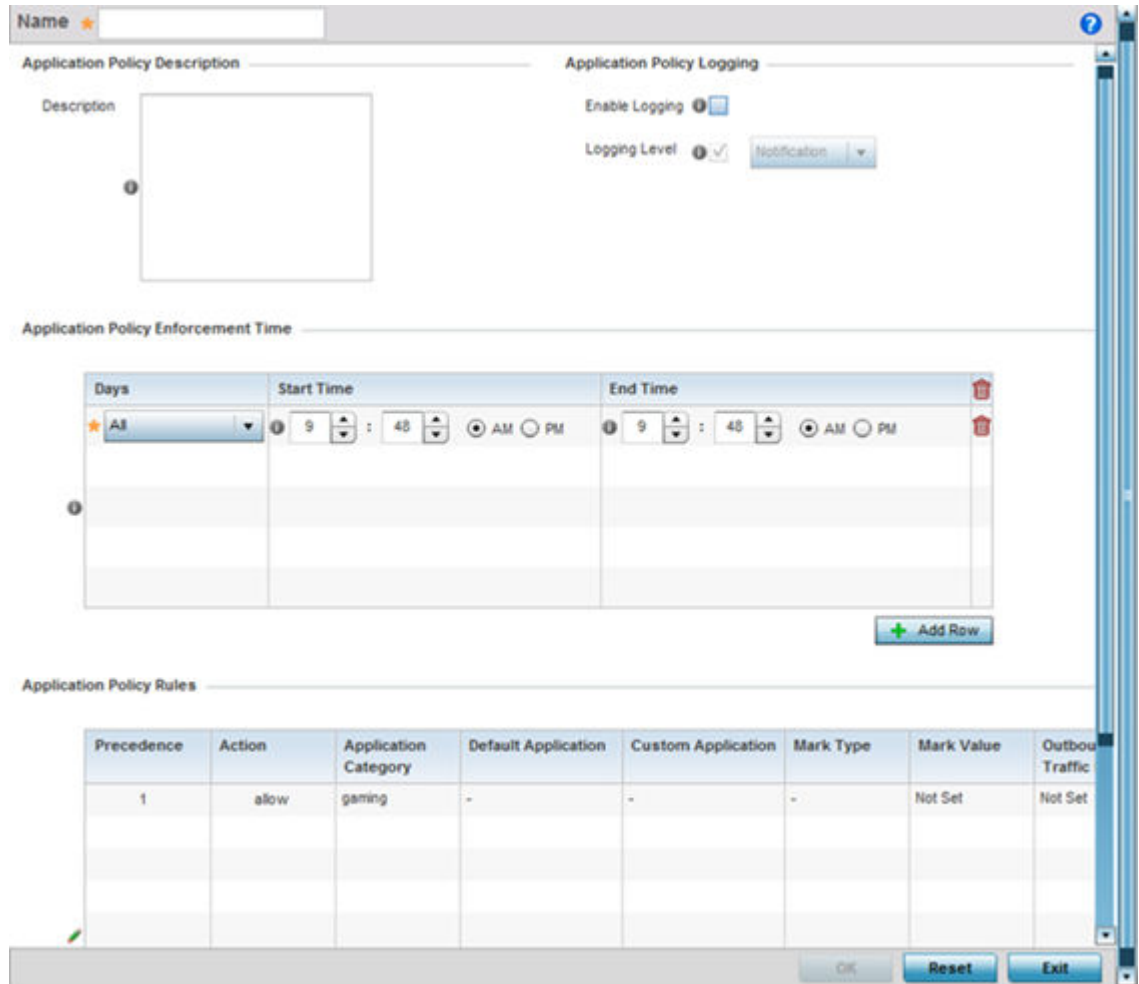 Name
Application Policy Description
Application Policy Logging
Description
Enable Logging
Logging Level Notification
Application Policy Enforcement Time
Days Start Time End Time
All 9 : 48 AM PM 9 : 48 AM PM
Add Row
Application Policy Rules
Precedence Action Application Category Default Application Custom Application Mark Type Mark Value Outbou Traffic
1 allow gaming - - - Not Set Not Set
OK Reset Exit